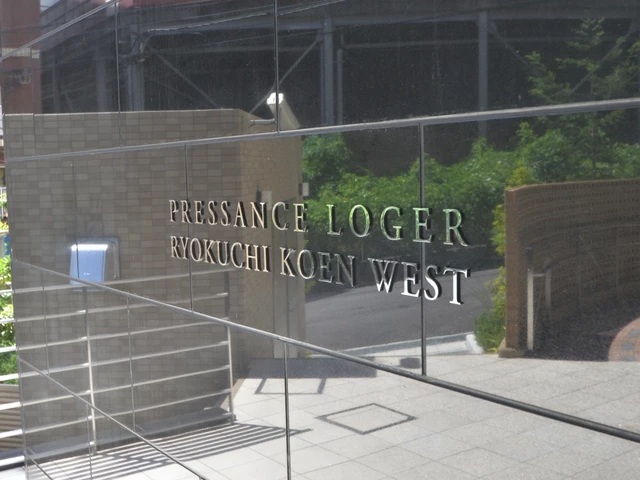 PRESSANCE LOGER
RYOKUCHI KOEN WEST